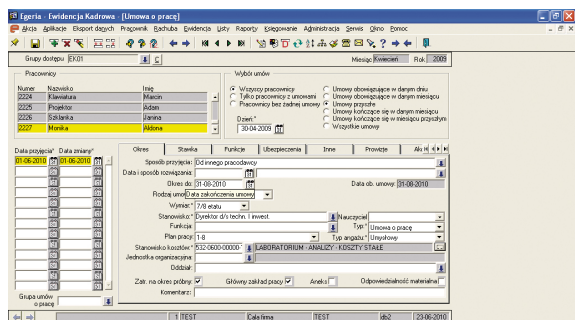 Egeria - Ewidencja Kadrowa - [Umowa o pracę]
Akcja Aplikacje Eksport danych Pracownik Rachuba Ewidencja Listy Raporty Księgowanie Administracja Serwis Okno Pomoc
Grupy dostępu EK01 C Miesiąc Kwiecień Rok 2009
Pracownicy
Numer Nazwisko Imię
2224 Klawiatura Marcin
2225 Projektor Adam
2226 Szklanka Janina
2227 Monika Aldona
Wybór umów
Wszyscy pracownicy
Tylko pracownicy z umowami
Pracownicy bez żadnej umowy
Dzień:*
30-04-2009
Umowy obowiązujące w danym dniu
Umowy obowiązujące w danym miesiącu
Umowy przyszłe
Umowy kończące się w danym miesiącu
Umowy kończące się w miesiącu przyszłym
Wszystkie umowy
Data przyjęcia* Data zmiany*
01-06-2010 01-06-2010
Grupa umów
o pracę
Okres Stawka Funkcje Ubezpieczenia Inne Prowizje
Sposób przyjęcia: Od innego pracodawcy
Data i sposób rozwiązania:
Okres do: 31-08-2010 Data ob. umowy: 31-08-2010
Rodzaj umo Data zakończenia umowy
Wymiar:* 7/8 etatu
Stanowisko:* Dyrektor d/s techn. I inwest. Nauczyciel
Funkcja: Typ:* Umowa o pracę
Plan pracy: 1-8 Typ angażu:* Umysłowy
Stanowisko kosztów:* 532-0600-00000- LABORATORIUM - ANALIZY - KOSZTY STAŁE
Jednostka organizacyjna:
Oddział:
Zatr. na okres próbny: Główny zakład pracy Aneks Odpowiedzialność materialna
Komentarz:
1 TEST Cała firma TEST db2 23-06-2010